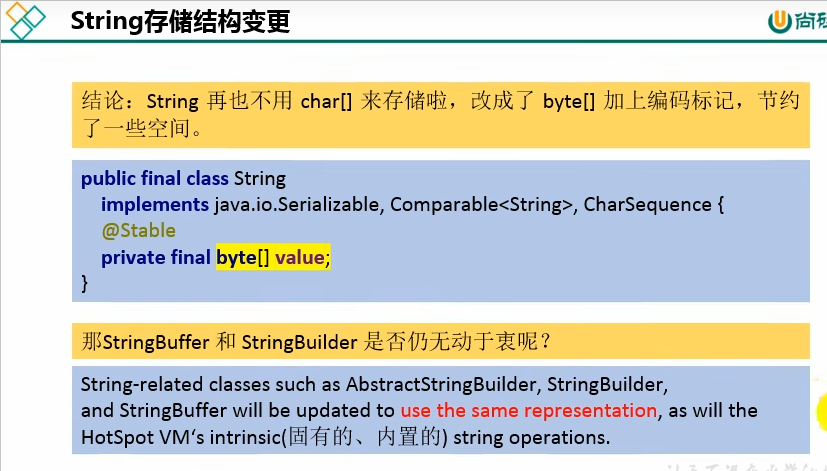 String存储结构变更
尚硅
结论：String 再也不用 char[] 来存储啦，改成了 byte[] 加上编码标记，节约
了一些空间。
public final class String
implements java.io.Serializable, Comparable<String>, CharSequence {
@Stable
private final byte[] value;
}
那StringBuffer 和 StringBuilder 是否仍无动于衷呢？
String-related classes such as AbstractStringBuilder, StringBuilder,
and StringBuffer will be updated to use the same representation, as will the
HotSpot VM‘s intrinsic(固有的、内置的) string operations.